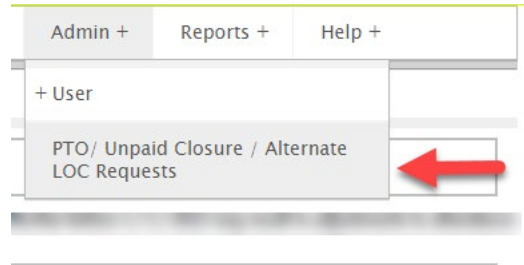 Admin + Reports + Help +
+ User
PTO/ Unpaid Closure / Alternate
LOC Requests